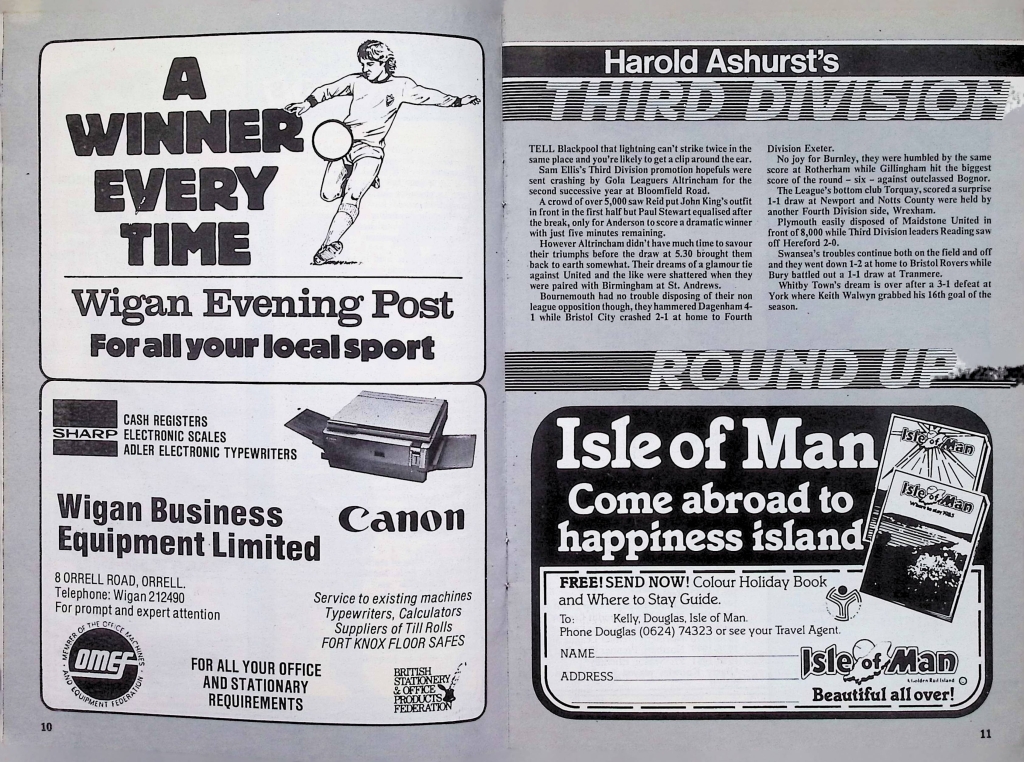 A
WINNER
EVERY
TIME
Wigan Evening Post
For all your local sport
SHARP
CASH REGISTERS
ELECTRONIC SCALES
ADLER ELECTRONIC TYPEWRITERS
Wigan Business
Equipment Limited
Canon
8 ORRELL ROAD, ORRELL.
Telephone: Wigan 212490
For prompt and expert attention
Service to existing machines
Typewriters, Calculators
Suppliers of Till Rolls
FORT KNOX FLOOR SAFES
MEMBER OF THE OFFICE MACHINES
omef
AND EQUIPMENT FEDERATION
FOR ALL YOUR OFFICE
AND STATIONARY
REQUIREMENTS
BRITISH
STATIONERY
& OFFICE
PRODUCTS
FEDERATION
10
Harold Ashurst's
THIRD DIVISION
TELL Blackpool that lightning can't strike twice in the
same place and you're likely to get a clip around the ear.
Sam Ellis's Third Division promotion hopefuls were
sent crashing by Gola Leaguers Altrincham for the
second successive year at Bloomfield Road.
A crowd of over 5,000 saw Reid put John King's outfit
in front in the first half but Paul Stewart equalised after
the break, only for Anderson to score a dramatic winner
with just five minutes remaining.
However Altrincham didn't have much time to savour
their triumphs before the draw at 5.30 brought them
back to earth somewhat. Their dreams of a glamour tie
against United and the like were shattered when they
were paired with Birmingham at St. Andrews.
Bournemouth had no trouble disposing of their non
league opposition though, they hammered Dagenham 4-
1 while Bristol City crashed 2-1 at home to Fourth
Division Exeter.
No joy for Burnley, they were humbled by the same
score at Rotherham while Gillingham hit the biggest
score of the round – six – against outclassed Bognor.
The League's bottom club Torquay, scored a surprise
1-1 draw at Newport and Notts County were held by
another Fourth Division side, Wrexham.
Plymouth easily disposed of Maidstone United in
front of 8,000 while Third Division leaders Reading saw
off Hereford 2-0.
Swansea's troubles continue both on the field and off
and they went down 1-2 at home to Bristol Rovers while
Bury battled out a 1-1 draw at Tranmere.
Whitby Town's dream is over after a 3-1 defeat at
York where Keith Walwyn grabbed his 16th goal of the
season.
ROUND UP
Isle of Man
Come abroad to
happiness island
Isle of Man
Isle of Man
Where to stay
FREE! SEND NOW! Colour Holiday Book
and Where to Stay Guide.
To: Kelly, Douglas, Isle of Man.
Phone Douglas (0624) 74323 or see your Travel Agent.
NAME
ADDRESS
Isle of Man
Beautiful all over!
11